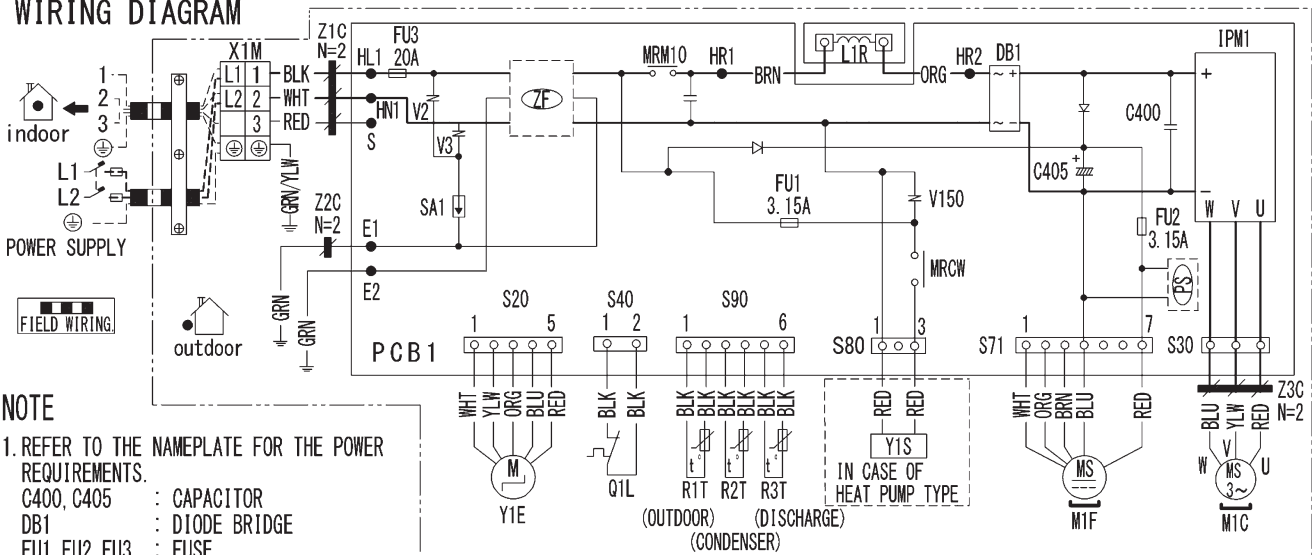 WIRING DIAGRAM
indoor
1
2
3
L1
L2
POWER SUPPLY
FIELD WIRING.
outdoor
X1M
L1 1
L2 2
3
BLK
WHT
RED
GRN/YLW
Z1C
N=2
HL1
FU3
20A
HN1
S
V2
V3
SA1
Z2C
N=2
E1
E2
GRN
GRN
ZF
MRM10
HR1
BRN
L1R
ORG
HR2
DB1
~ +
~ −
IPM1
+
−
C400
C405
+
FU1
3.15A
V150
MRCW
FU2
3.15A
PS
W V U
PCB1
S20
1 5
WHT
YLW
ORG
BLU
RED
M
Y1E
S40
1 2
BLK
BLK
Q1L
S90
1 6
BLK
BLK
BLK
BLK
BLK
BLK
t° t° t°
R1T R2T R3T
(OUTDOOR) (DISCHARGE)
(CONDENSER)
S80
1 3
RED
RED
Y1S
IN CASE OF
HEAT PUMP TYPE
S71
1 7
WHT
ORG
BRN
BLU
RED
MS
M1F
S30
Z3C
N=2
BLU
YLW
RED
W V U
MS
3~
M1C
NOTE
1. REFER TO THE NAMEPLATE FOR THE POWER
REQUIREMENTS.
C400, C405 : CAPACITOR
DB1 : DIODE BRIDGE
FU1, FU2, FU3 : FUSE